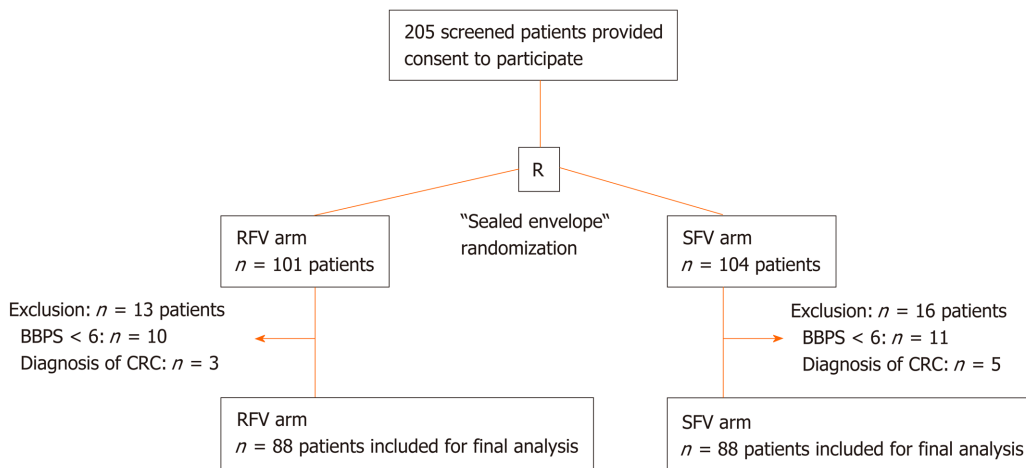 205 screened patients provided
consent to participate
R
“Sealed envelope“
randomization
RFV arm
n = 101 patients
SFV arm
n = 104 patients
Exclusion: n = 13 patients
BBPS < 6: n = 10
Diagnosis of CRC: n = 3
Exclusion: n = 16 patients
BBPS < 6: n = 11
Diagnosis of CRC: n = 5
RFV arm
n = 88 patients included for final analysis
SFV arm
n = 88 patients included for final analysis